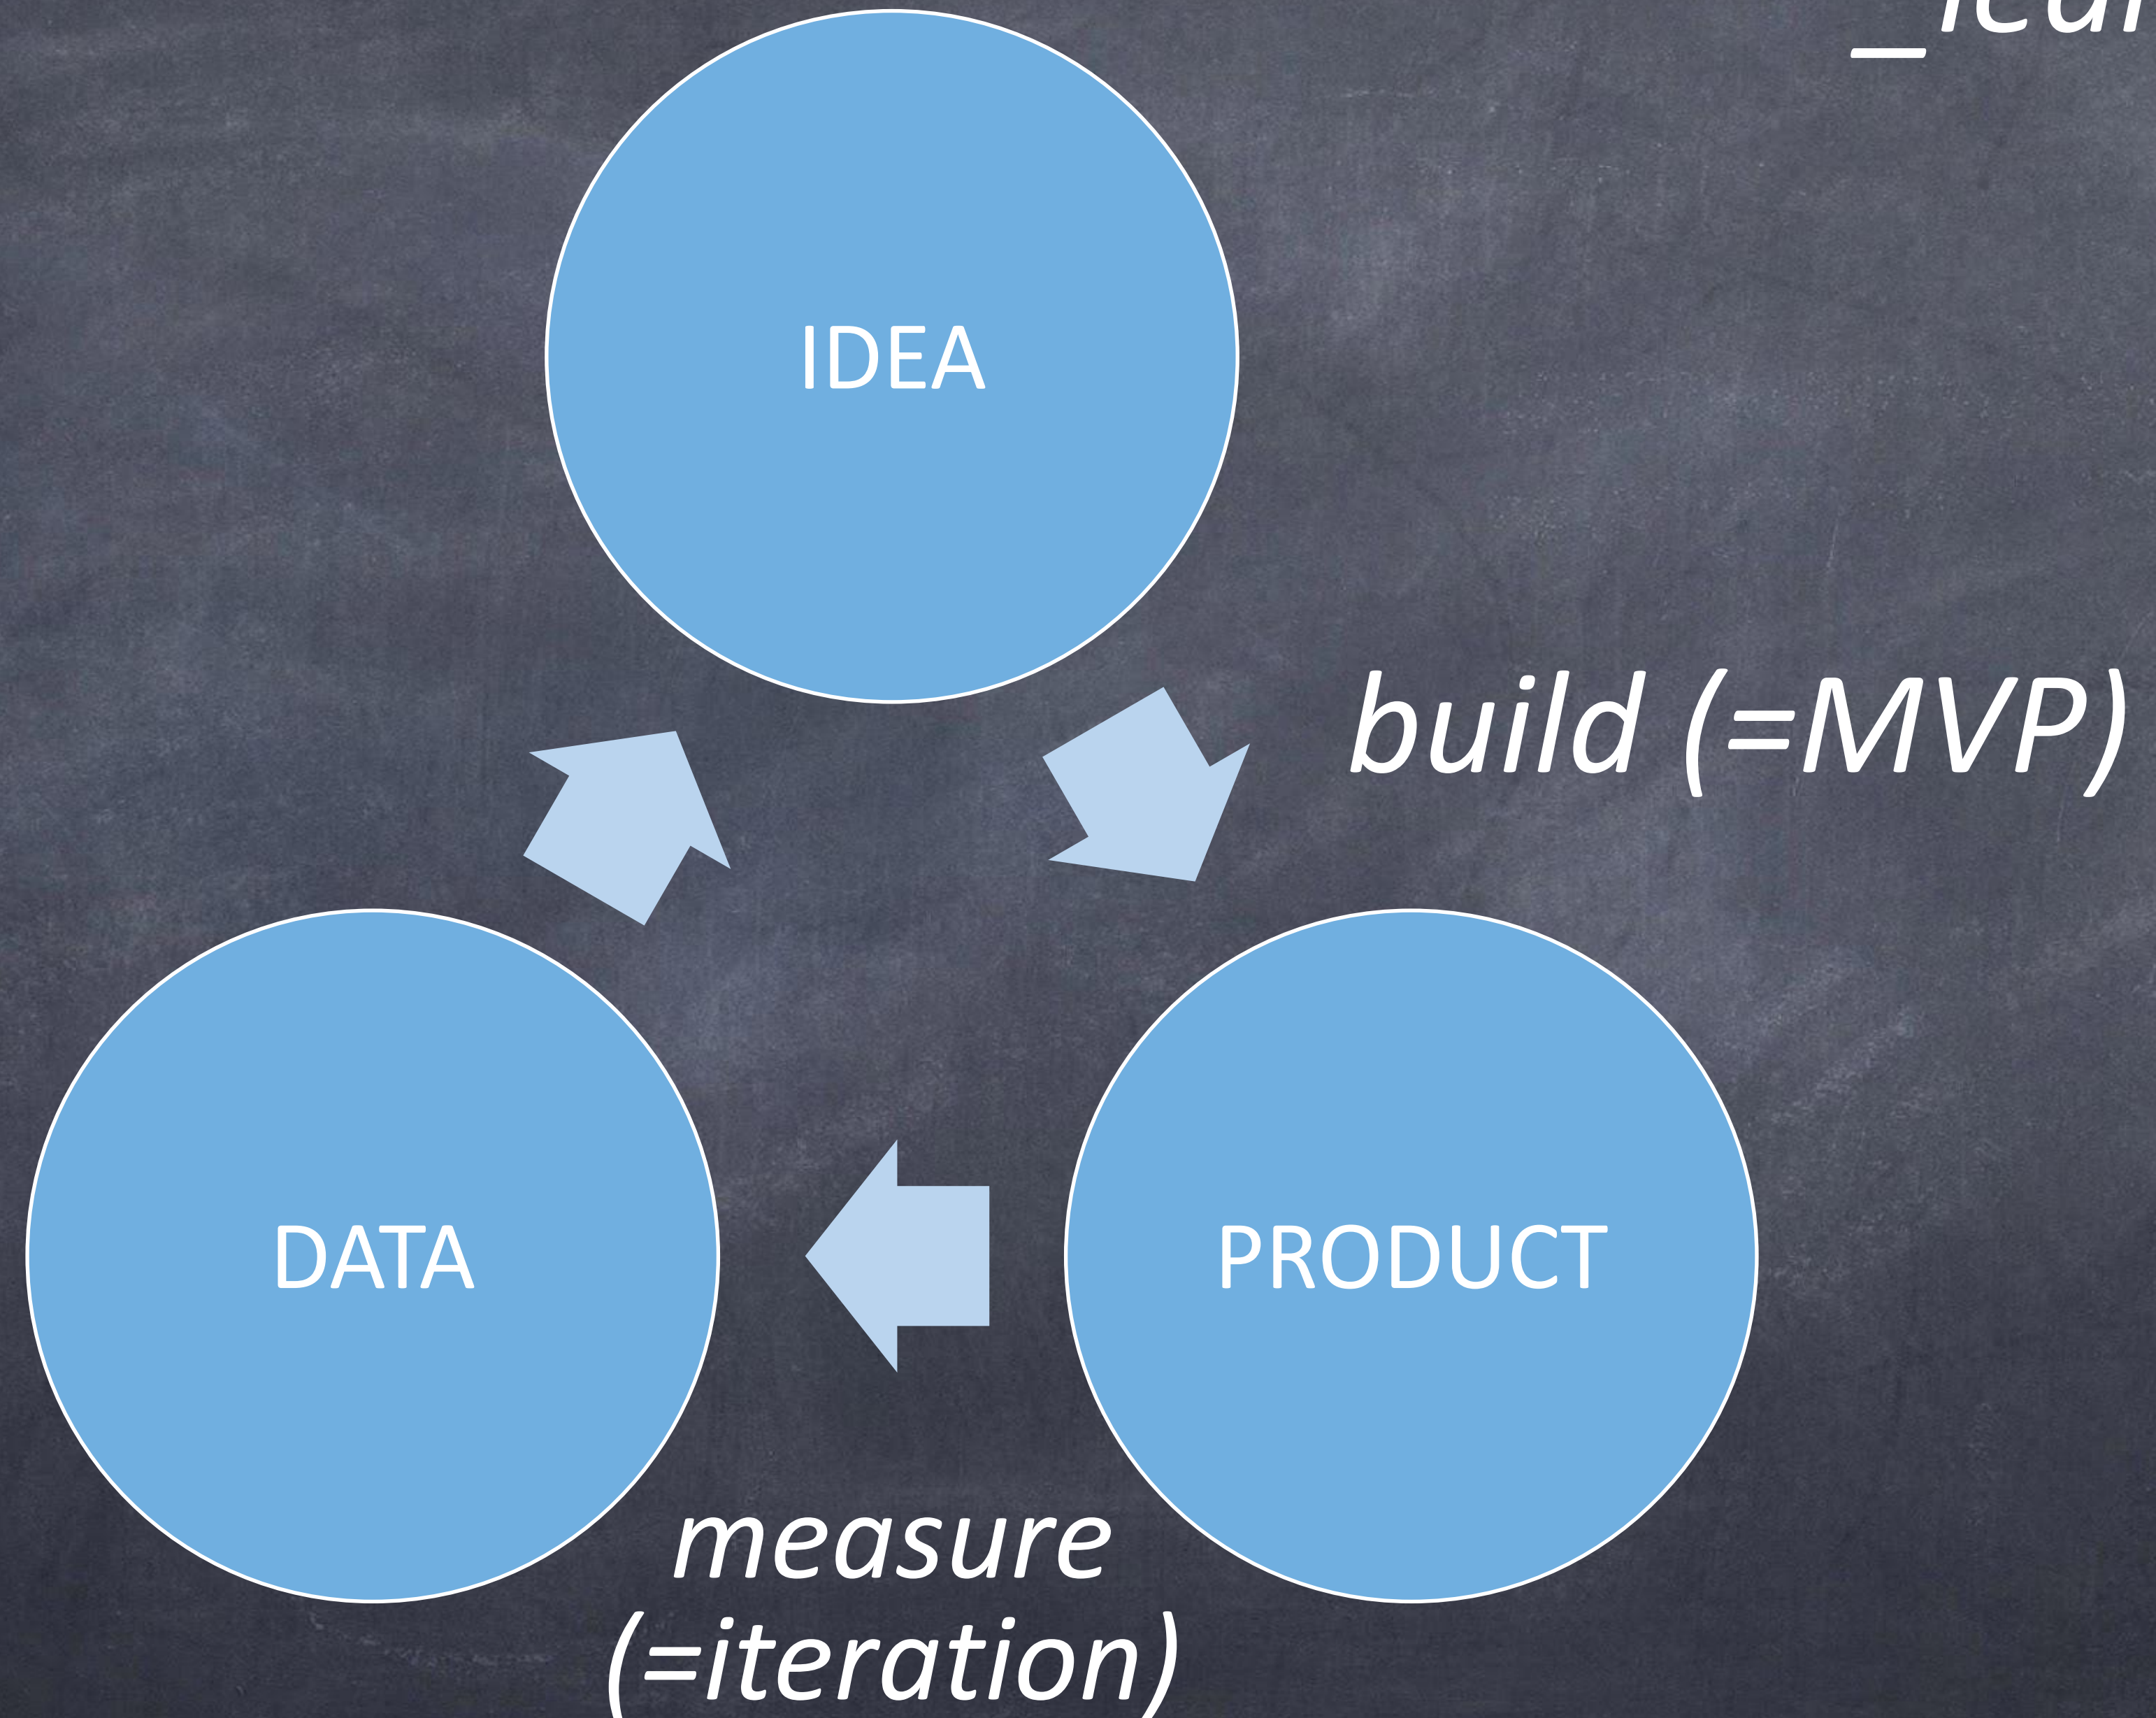 IDEA
build (=MVP)
DATA
PRODUCT
measure
(=iteration)